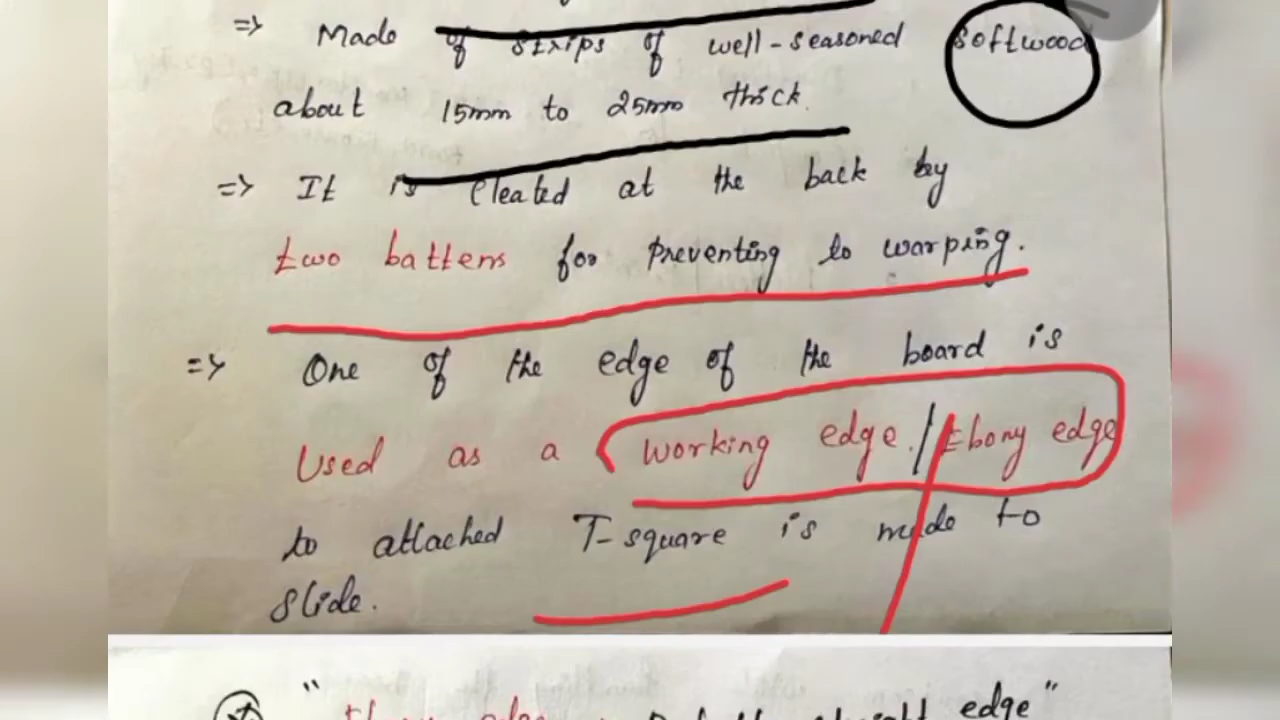 => Made of strips of well-seasoned softwood
about 15mm to 25mm thick.
=> It is cleated at the back by
two battens for preventing to warping.
=> One of the edge of the board is
Used as a working edge./Ebony edge
to attached T-square is made to
slide.
" edge"